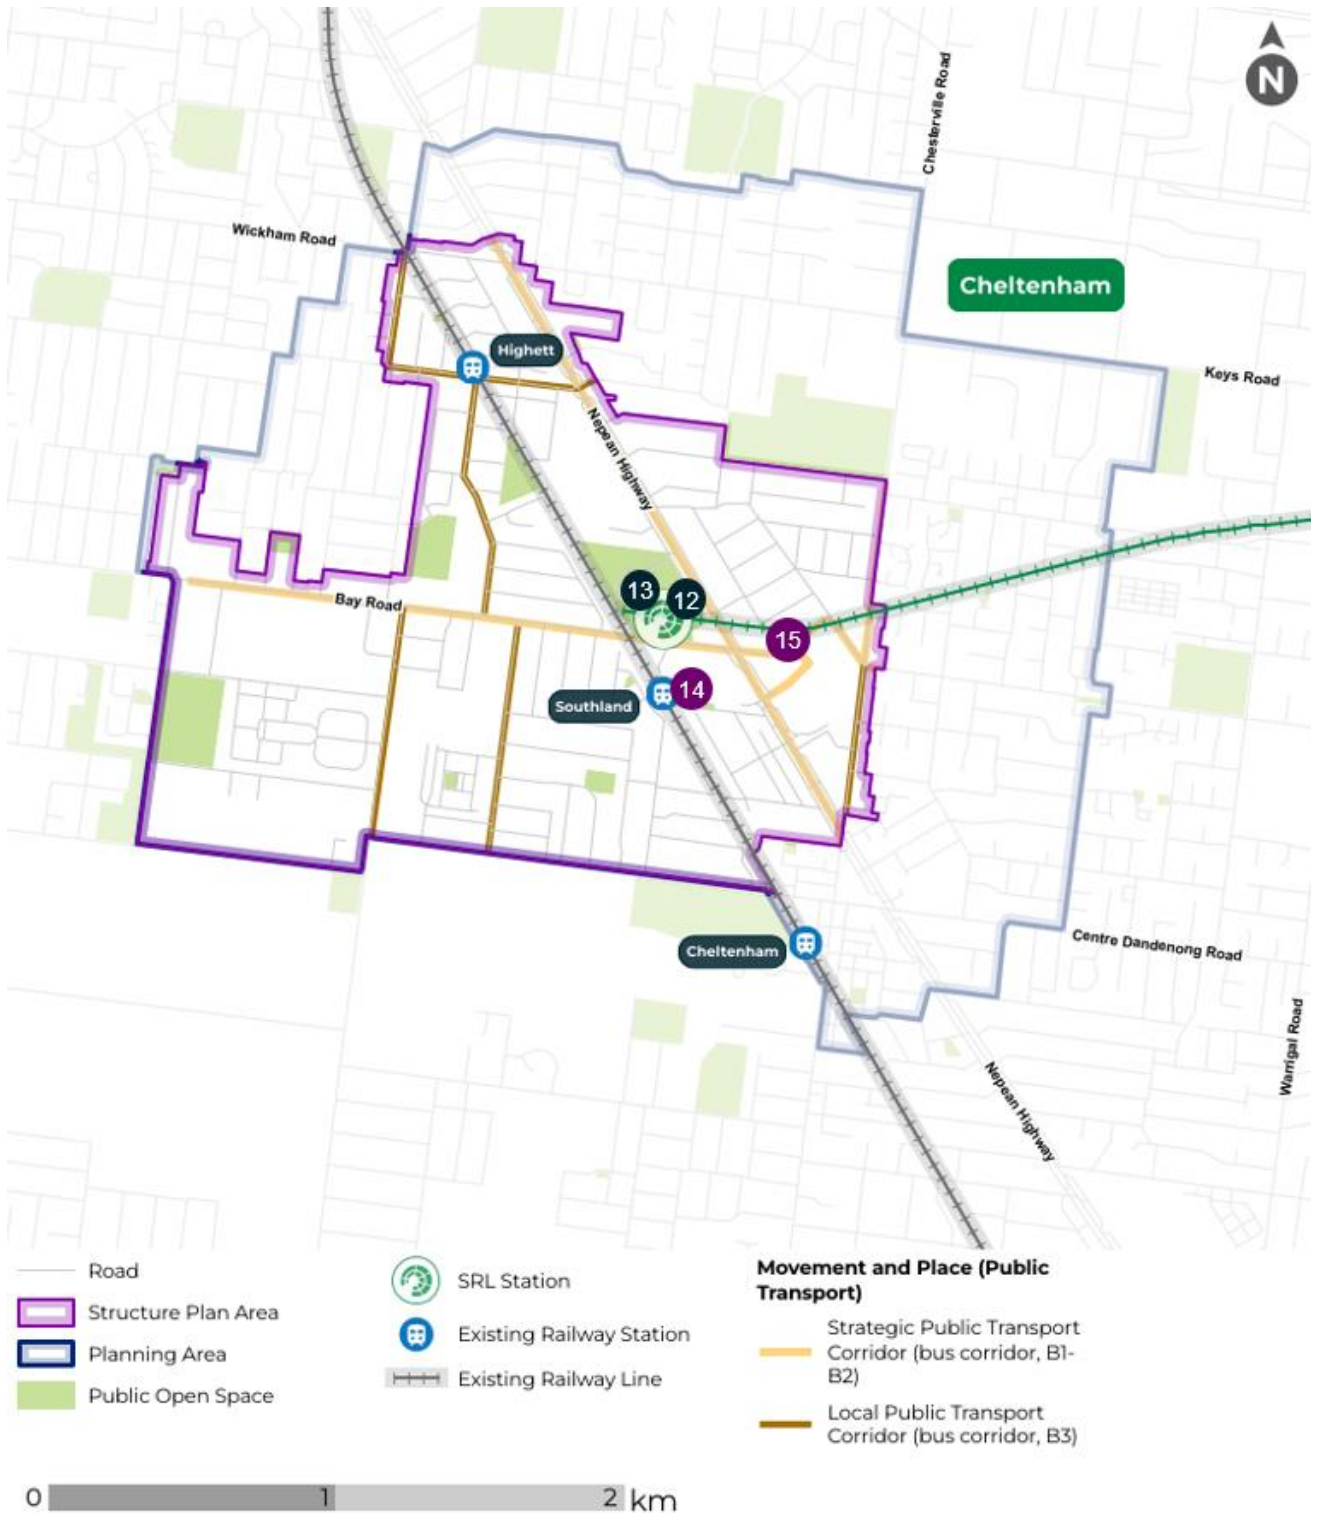 N
Chesterville Road
Wickham Road
Cheltenham
Highett
Keys Road
Nepean Highway
13
12
Bay Road
15
14
Southland
Cheltenham
Centre Dandenong Road
Warrigal Road
Nepean Highway
Road
Structure Plan Area
Planning Area
Public Open Space
SRL Station
Existing Railway Station
Existing Railway Line
Movement and Place (Public
Transport)
Strategic Public Transport
Corridor (bus corridor, B1-
B2)
Local Public Transport
Corridor (bus corridor, B3)
0 1 2 km